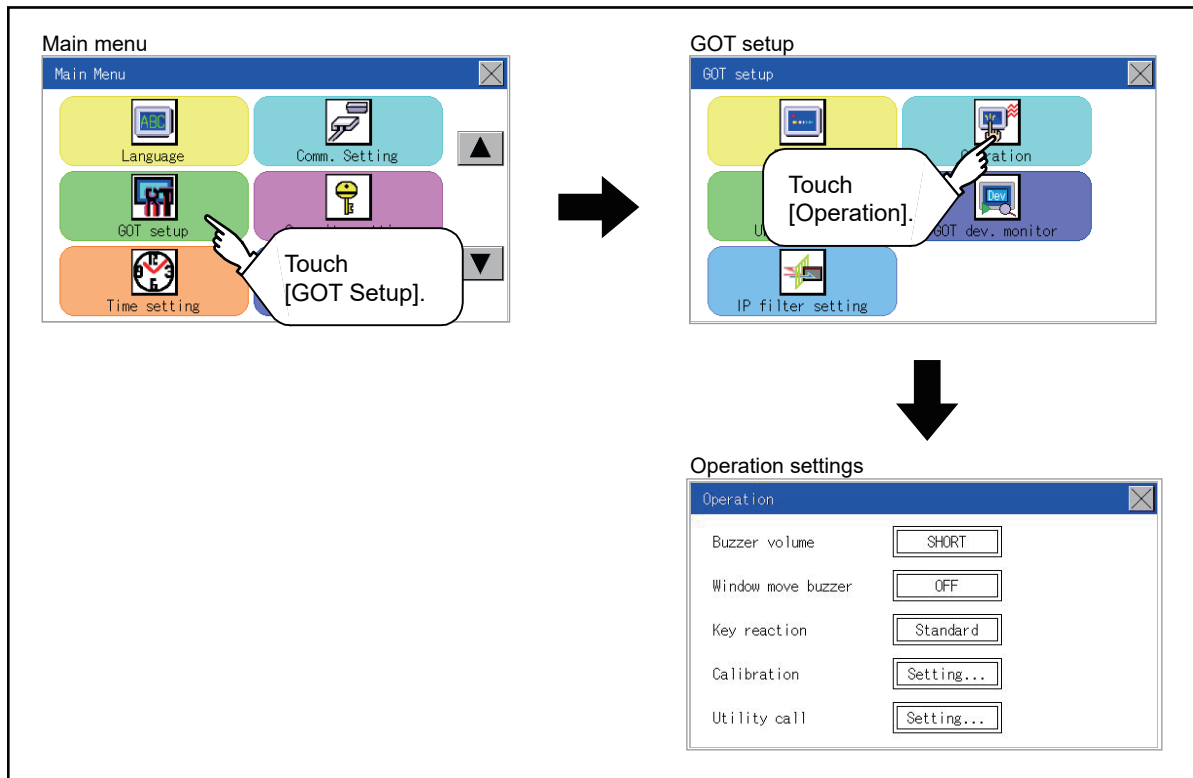 Main menu
Main Menu
ABC
Language
Comm. Setting
GOT setup
Time setting
Touch
[GOT Setup].
GOT setup
GOT setup
Touch
[Operation].
Dev
GOT dev. monitor
IP filter setting
Operation settings
Operation
Buzzer volume
SHORT
Window move buzzer
OFF
Key reaction
Standard
Calibration
Setting...
Utility call
Setting...